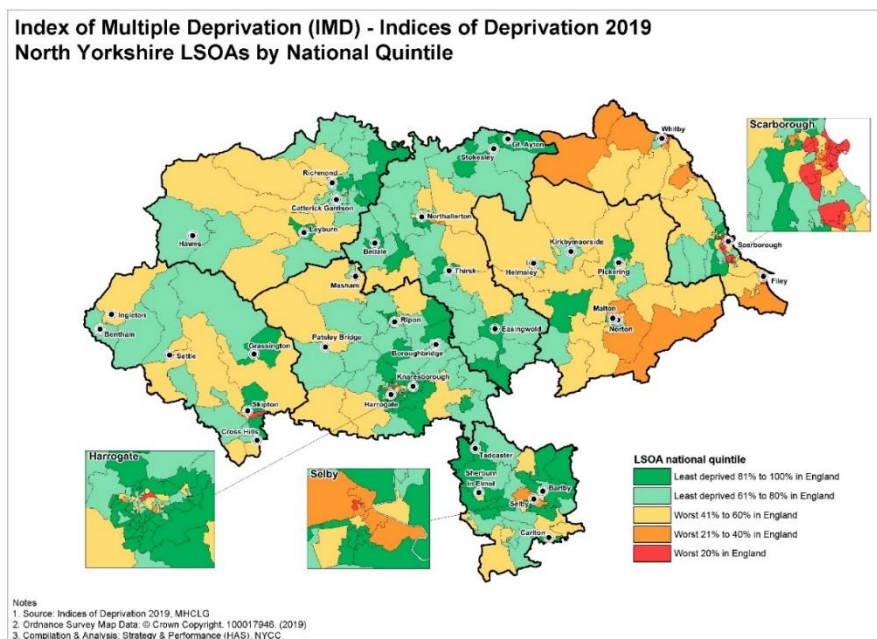 Index of Multiple Deprivation (IMD) - Indices of Deprivation 2019
North Yorkshire LSOAs by National Quintile
Scarborough
Whitby
Gt. Ayton
Stokesley
Richmond
Catterick Garrison
Northallerton
Hawes
Leyburn
Bedale
Kirkbymoorside
Scarborough
Helmsley
Pickering
Thirsk
Masham
Filey
Ingleton
Bentham
Ripon
Malton
Norton
Easingwold
Pateley Bridge
Settle
Grassington
Boroughbridge
Knaresborough
Harrogate
Skipton
Cross Hills
Tadcaster
Sherburn
in Elmet
Barlby
Selby
Carlton
Harrogate
Selby
LSOA national quintile
Least deprived 81% to 100% in England
Least deprived 61% to 80% in England
Worst 41% to 60% in England
Worst 21% to 40% in England
Worst 20% in England
Notes
1. Source: Indices of Deprivation 2019, MHCLG
2. Ordnance Survey Map Data: © Crown Copyright. 100017946. (2019)
3. Compilation & Analysis: Strategy & Performance (HAS), NYCC